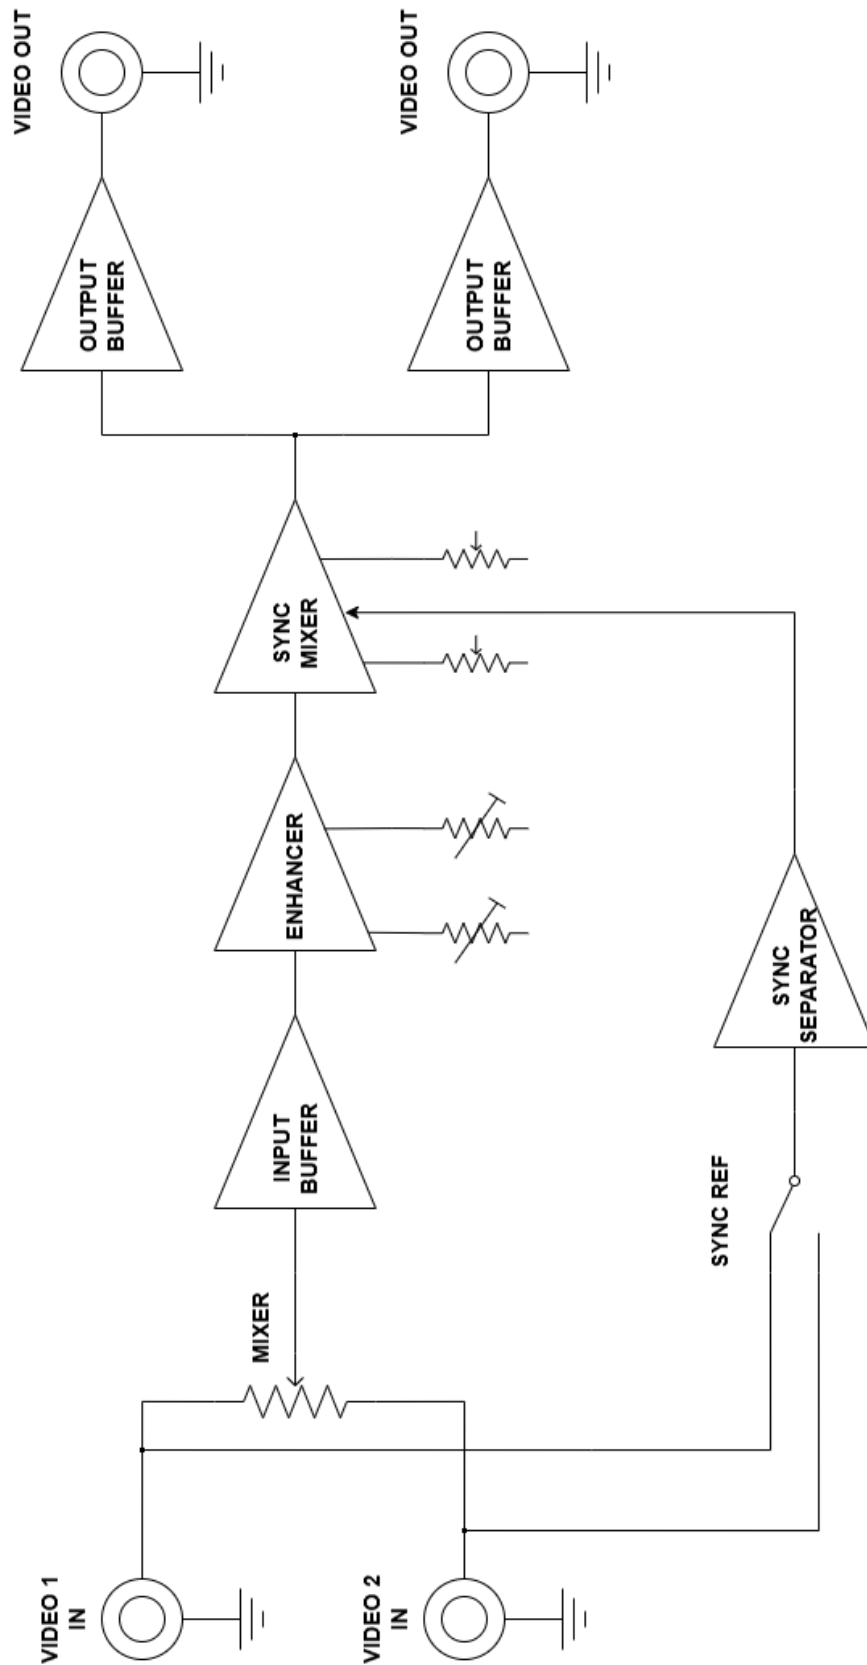 VIDEO 1
IN
VIDEO 2
IN
MIXER
SYNC REF
INPUT
BUFFER
ENHANCER
SYNC
MIXER
SYNC
SEPARATOR
OUTPUT
BUFFER
OUTPUT
BUFFER
VIDEO OUT
VIDEO OUT